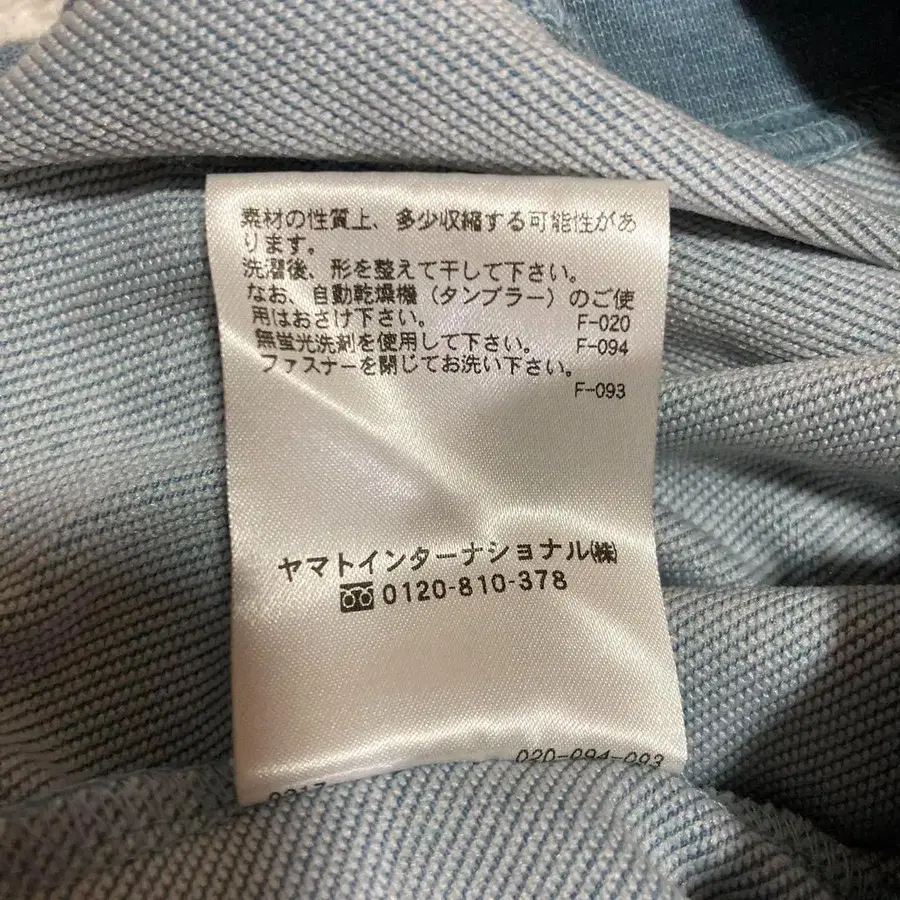 素材の性質上、多少収縮する可能性があ
ります。
洗濯後、形を整えて干して下さい。
なお、自動乾燥機（タンブラー）のご使
用はおさけ下さい。 F-020
無蛍光洗剤を使用して下さい。 F-094
ファスナーを閉じてお洗い下さい。
F-093
ヤマトインターナショナル㈱
0120-810-378
020-094-093